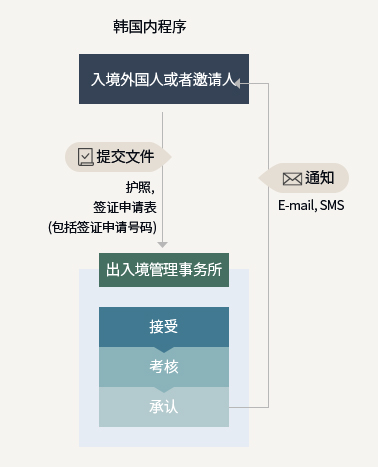 韩国内程序
入境外国人或者邀请人
提交文件
护照,
签证申请表
(包括签证申请号码)
通知
E-mail, SMS
出入境管理事务所
接受
考核
承认